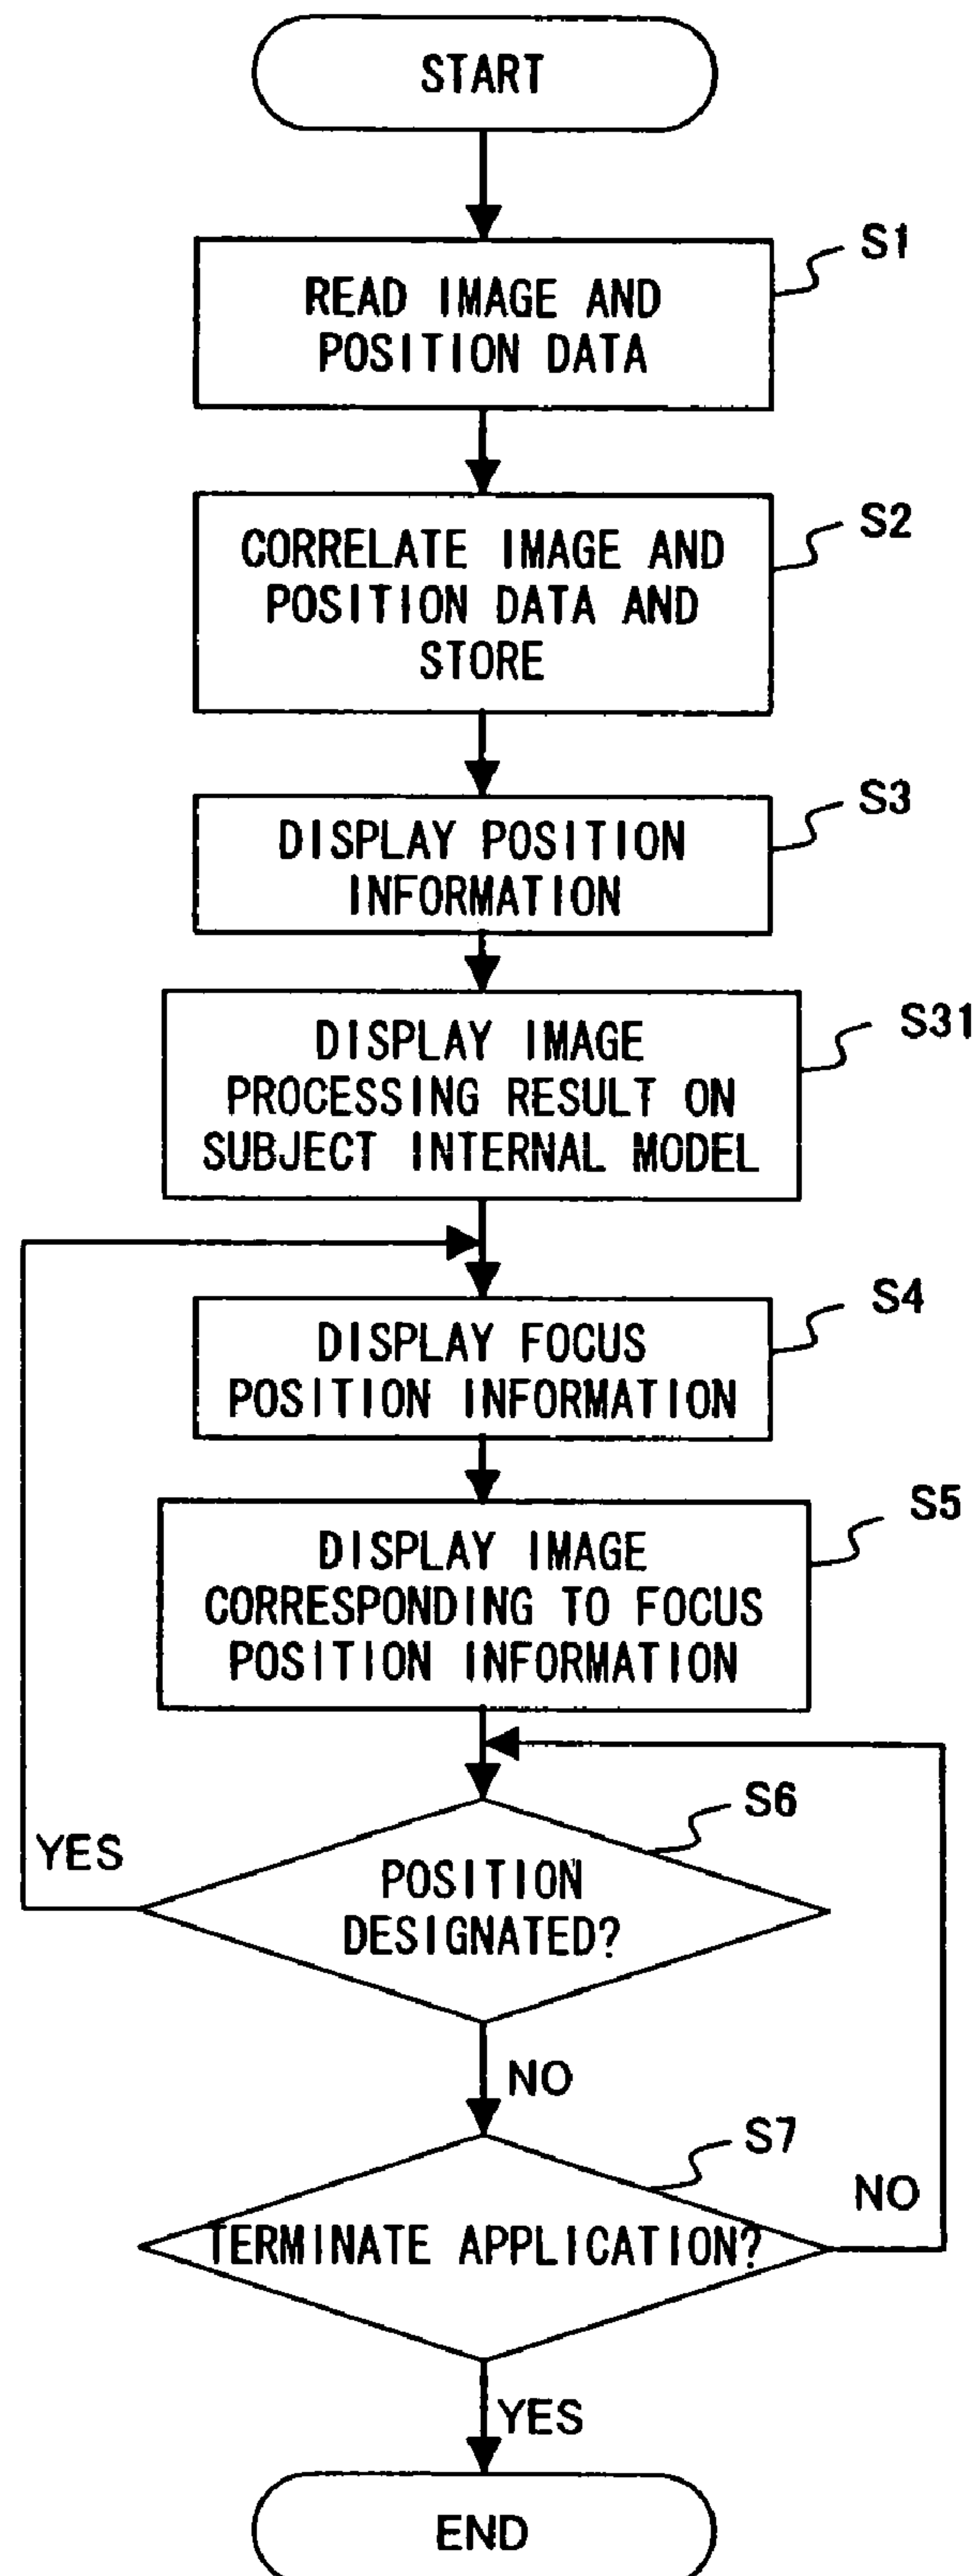 START
S1
READ IMAGE AND
POSITION DATA
S2
CORRELATE IMAGE AND
POSITION DATA AND
STORE
S3
DISPLAY POSITION
INFORMATION
S31
DISPLAY IMAGE
PROCESSING RESULT ON
SUBJECT INTERNAL MODEL
S4
DISPLAY FOCUS
POSITION INFORMATION
S5
DISPLAY IMAGE
CORRESPONDING TO FOCUS
POSITION INFORMATION
S6
YES
POSITION
DESIGNATED?
NO
S7
NO
TERMINATE APPLICATION?
YES
END